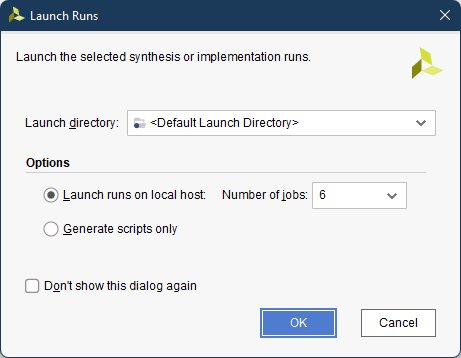 Launch Runs
Launch the selected synthesis or implementation runs.
Launch directory: <Default Launch Directory>
Options
Launch runs on local host: Number of jobs: 6
Generate scripts only
Don't show this dialog again
OK Cancel